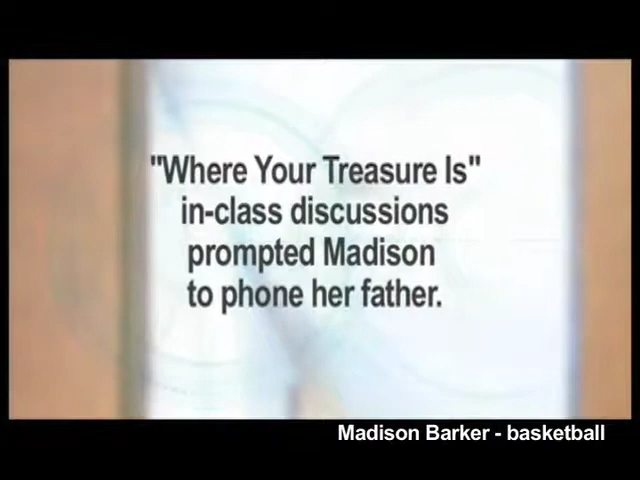 "Where Your Treasure Is"
in-class discussions
prompted Madison
to phone her father.
Madison Barker - basketball